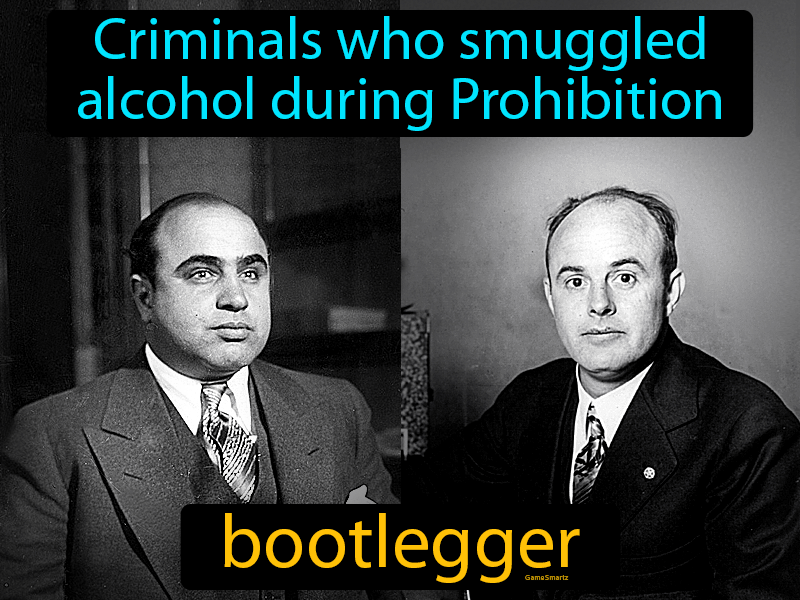 Criminals who smuggled
alcohol during Prohibition
bootlegger
GameSmartz